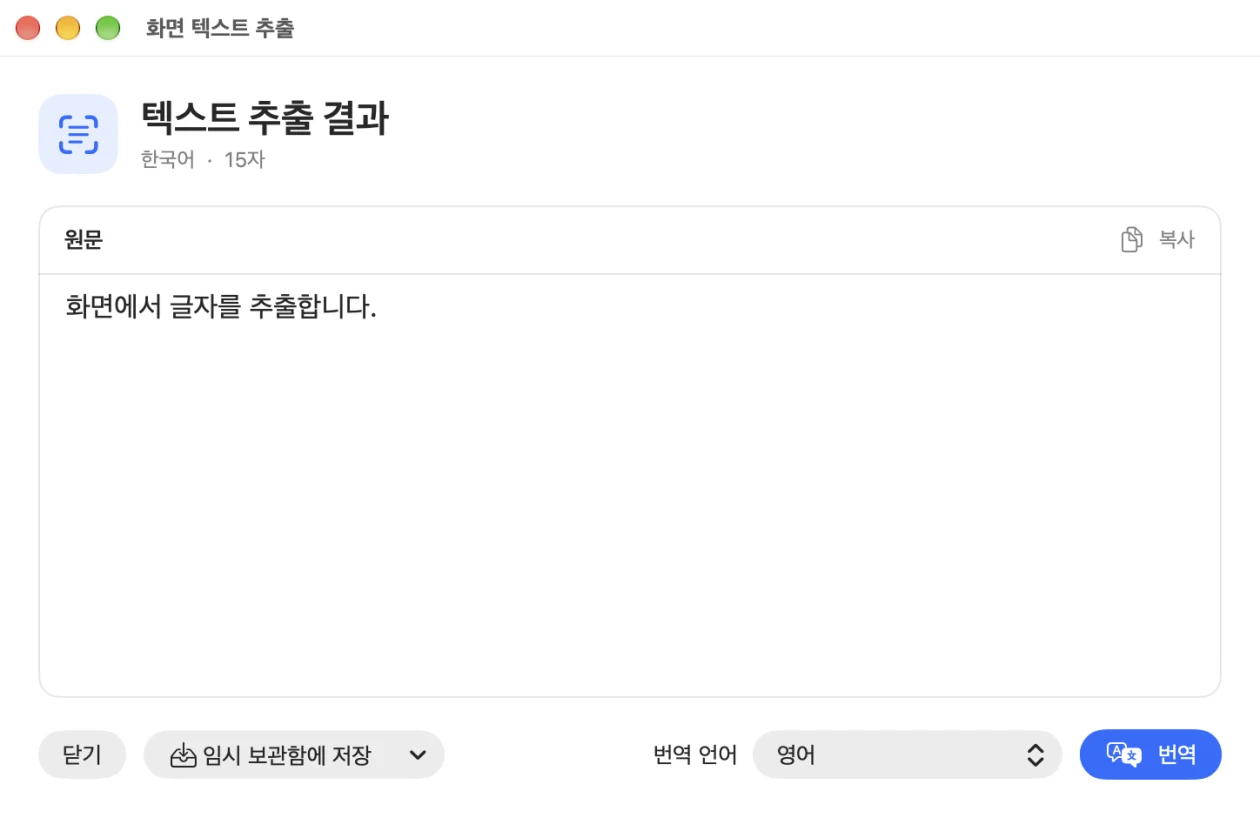 화면 텍스트 추출
텍스트 추출 결과
한국어 · 15자
원문
복사
화면에서 글자를 추출합니다.
닫기
임시 보관함에 저장
번역 언어
영어
번역